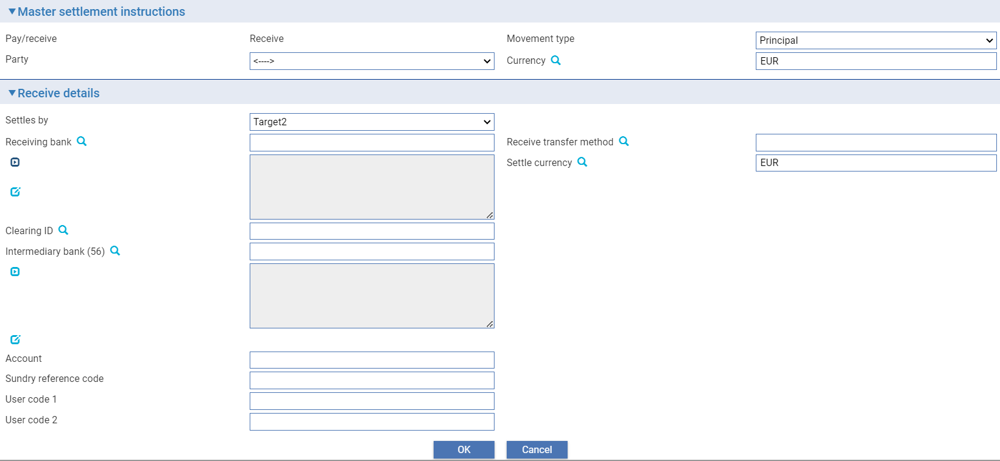 Master settlement instructions
Pay/receive Receive Movement type Principal
Party <----> Currency EUR
Receive details
Settles by Target2
Receiving bank Receive transfer method
Settle currency EUR
Clearing ID
Intermediary bank (56)
Account
Sundry reference code
User code 1
User code 2
OK Cancel